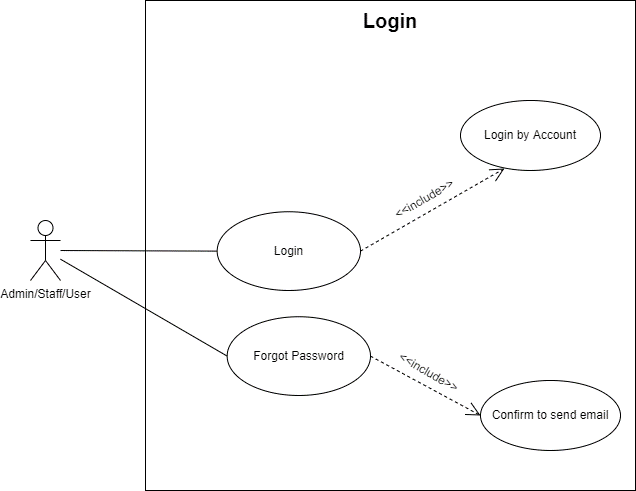 Login
Login by Account
<<include>>
Login
Admin/Staff/User
Forgot Password
<<include>>
Confirm to send email